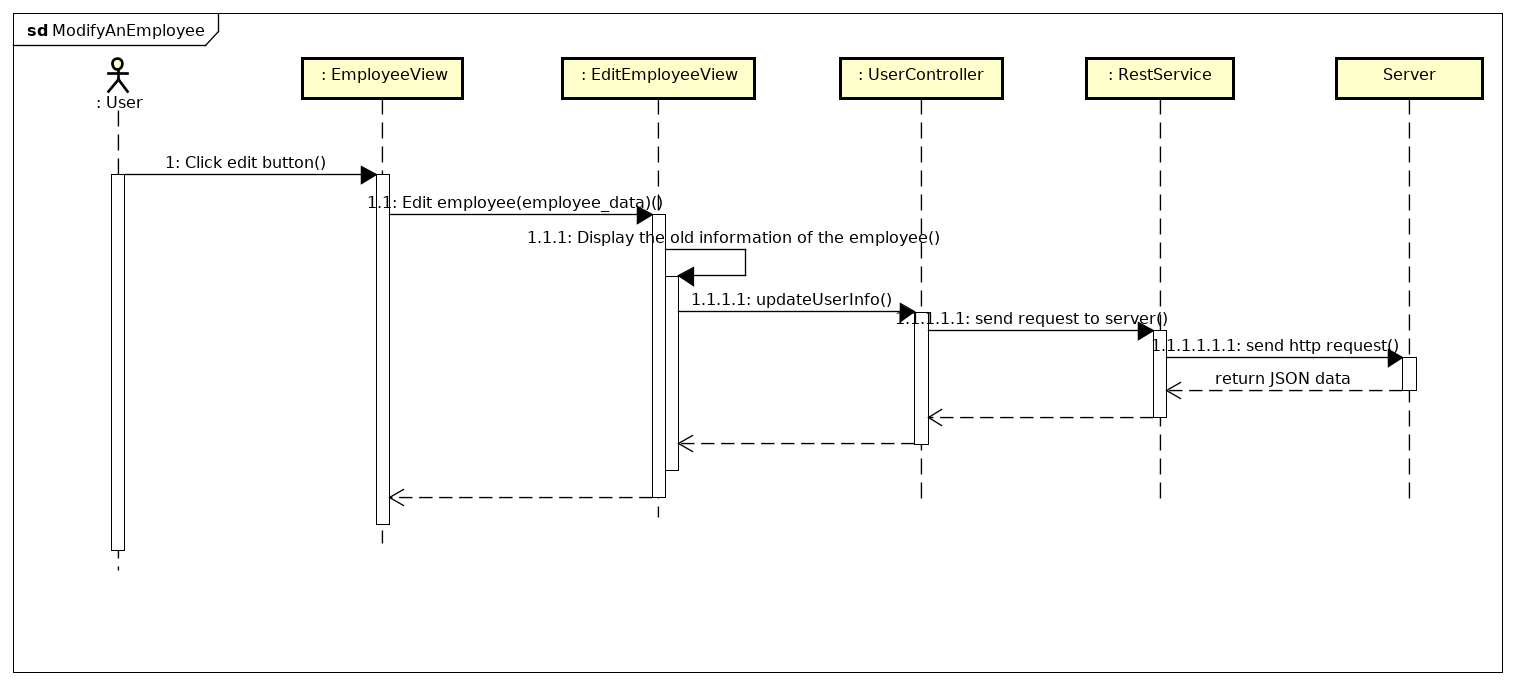 sd ModifyAnEmployee
: User
: EmployeeView
: EditEmployeeView
: UserController
: RestService
Server
1: Click edit button()
1.1: Edit employee(employee_data)()
1.1.1: Display the old information of the employee()
1.1.1.1: updateUserInfo()
1.1.1.1.1: send request to server()
1.1.1.1.1.1: send http request()
return JSON data